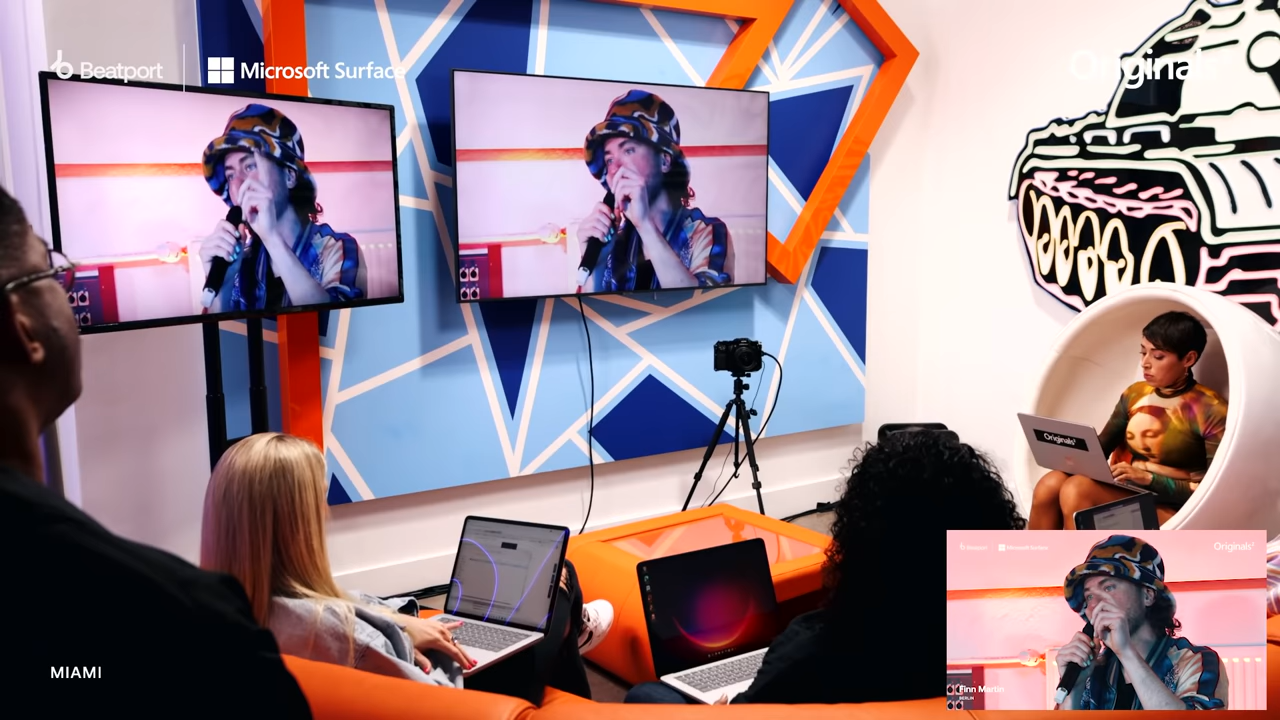 Beatport
Microsoft Surface
Originals
Originals
MIAMI
Beatport
Microsoft Surface
Originals
Finn Martin
BERLIN